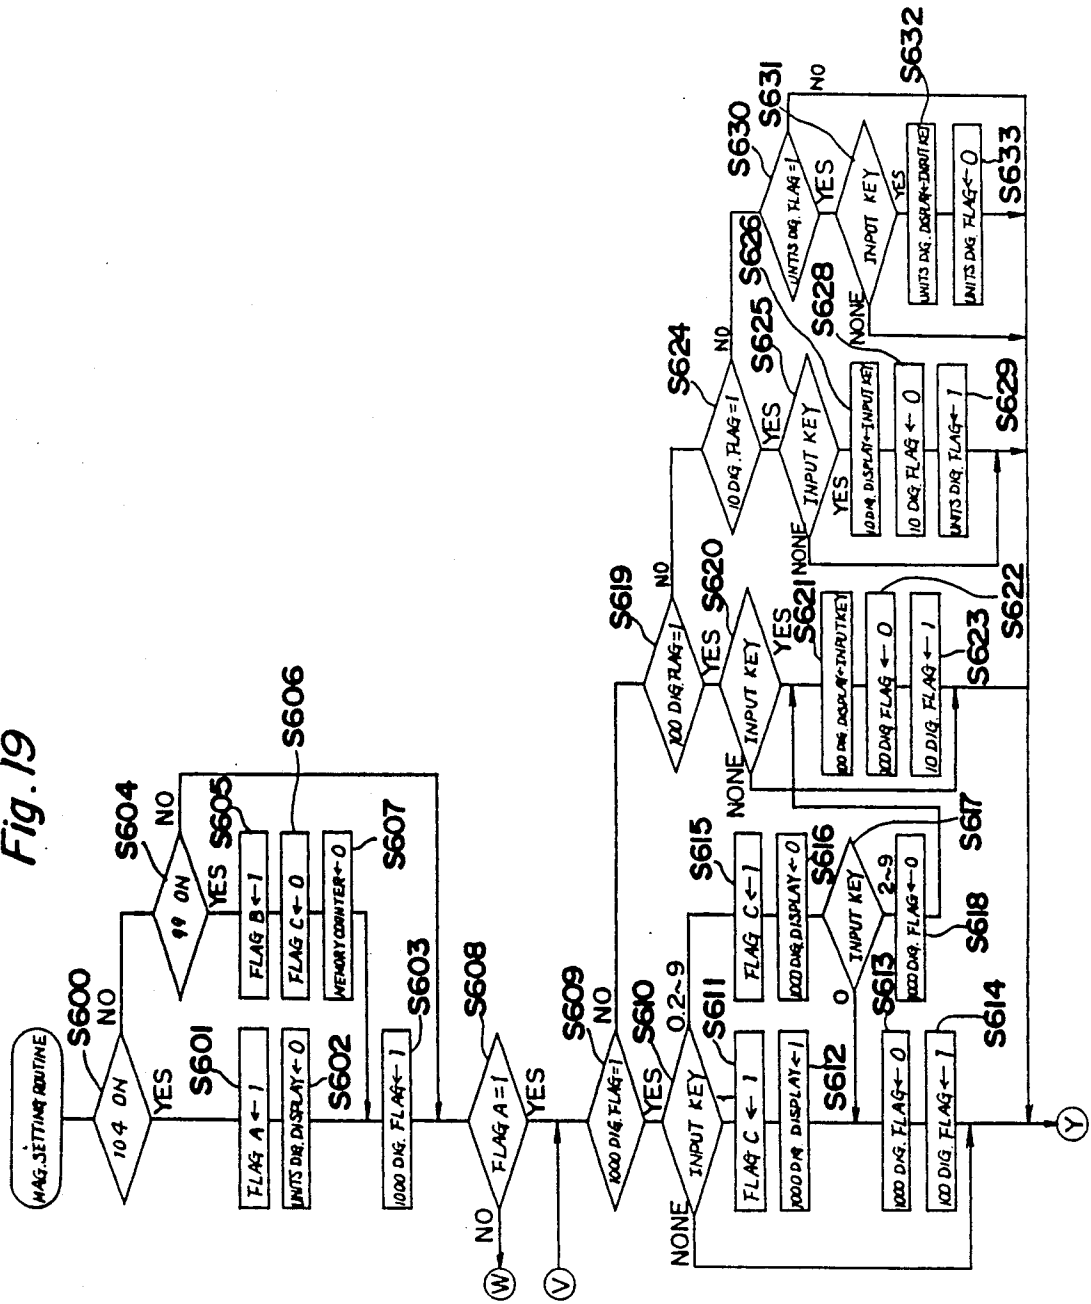 Fig. 19
MAG. SETTING ROUTINE
S600
104 ON
NO
YES
S601
FLAG A ← 1
UNITS DIG. DISPLAY ← 0
S602
S604
99 ON
NO
YES
S605
FLAG B ← 1
FLAG C ← 0
S606
MEMORY COUNTER ← 0
S607
S603
1000 DIG. FLAG ← 1
S608
FLAG A = 1
NO
YES
W
V
S609
1000 DIG. FLAG = 1
NO
YES
S610
INPUT KEY
NONE
0.2~9
1
S611
FLAG C ← 1
1000 DIG. DISPLAY ← 1
S612
S613
1000 DIG. FLAG ← 0
100 DIG. FLAG ← 1
S614
S615
FLAG C ← 1
1000 DIG. DISPLAY ← 0
S616
INPUT KEY
S617
0
2~9
1000 DIG. FLAG ← 0
S618
S619
100 DIG. FLAG = 1
NO
YES
S620
INPUT KEY
NONE
YES
S621
100 DIG. DISPLAY ← INPUT KEY
100 DIG FLAG ← 0
S622
10 DIG. FLAG ← 1
S623
S624
10 DIG. FLAG = 1
NO
YES
S625
INPUT KEY
NONE
YES
S626
10 DIG. DISPLAY ← INPUT KEY
S628
10 DIG. FLAG ← 0
UNITS DIG. FLAG ← 1
S629
S630
UNITS DIG. FLAG = 1
NO
YES
S631
INPUT KEY
NONE
YES
S632
UNITS DIG. DISPLAY ← INPUT KEY
UNITS DIG FLAG ← 0
S633
Y